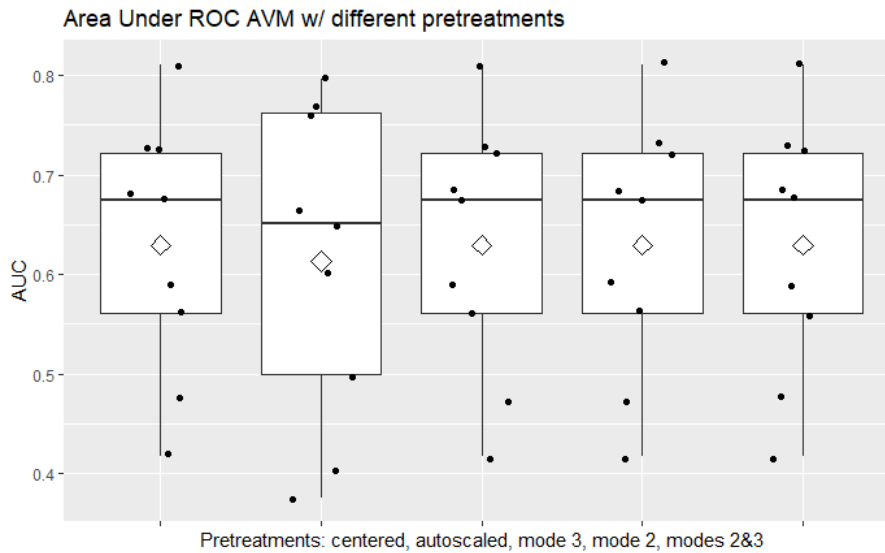 Area Under ROC AVM w/ different pretreatments
0.8
0.7
0.6
0.5
0.4
AUC
Pretreatments: centered, autoscaled, mode 3, mode 2, modes 2&3